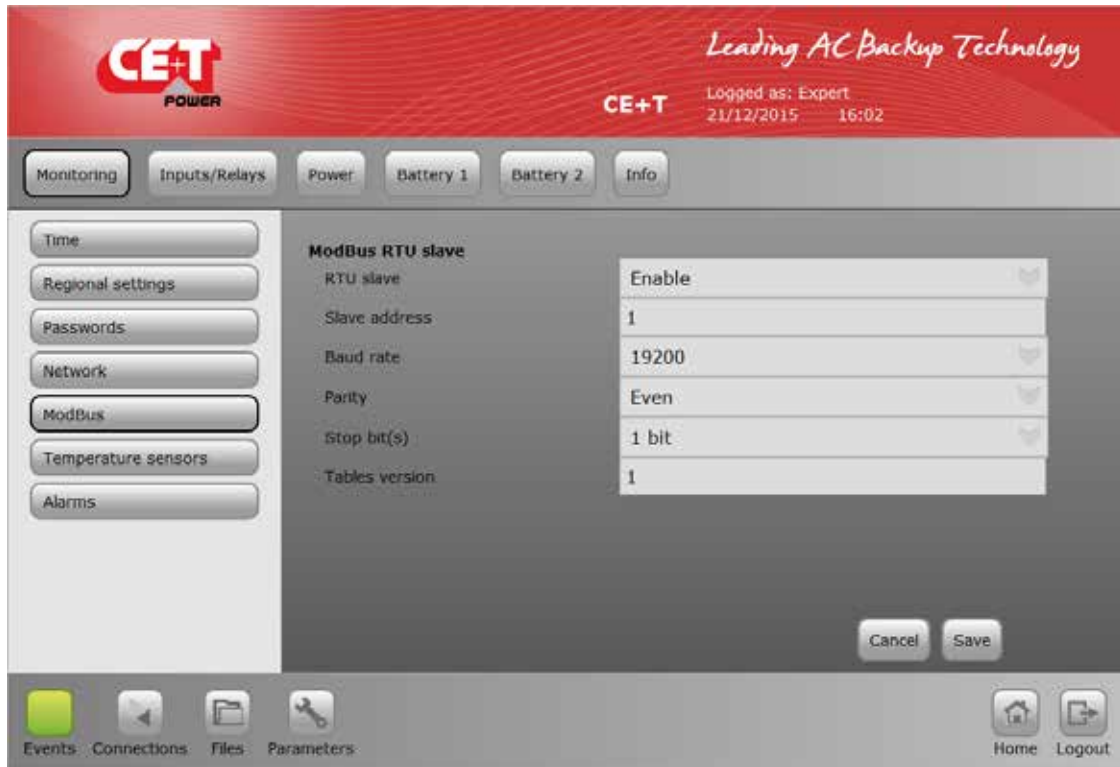 CE+T
POWER
Leading AC Backup Technology
CE+T
Logged as: Expert
21/12/2015 16:02
Monitoring Inputs/Relays Power Battery 1 Battery 2 Info
Time
Regional settings
Passwords
Network
ModBus
Temperature sensors
Alarms
ModBus RTU slave
RTU slave Enable
Slave address 1
Baud rate 19200
Parity Even
Stop bit(s) 1 bit
Tables version 1
Cancel Save
Events Connections Files Parameters Home Logout